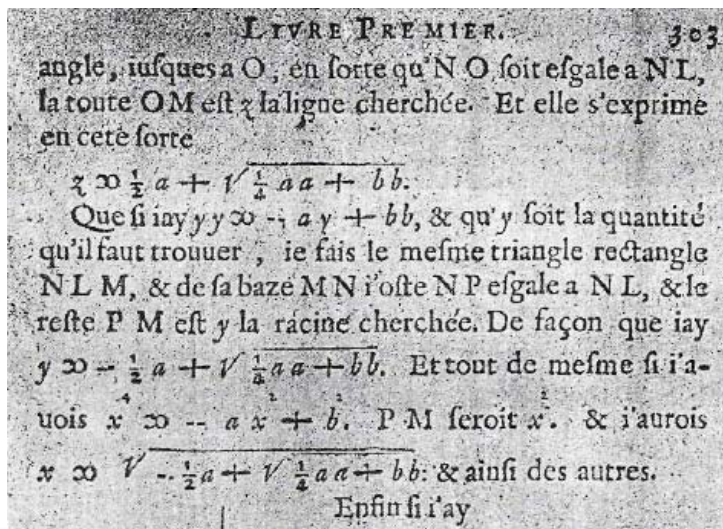 LIVRE PREMIER. 303
angle, iusques a O, en ſorte qu'N O ſoit eſgale a N L,
la toute OM eſt z la ligne cherchée. Et elle s'exprime
en cete ſorte
z ∞ ½ a + √ ¼ aa + bb.
Que ſi iay yy ∞ -- ay + bb, & qu'y ſoit la quantité
qu'il faut trouuer, ie fais le meſme triangle rectangle
N L M, & de ſa baze M N i'oſte N P eſgale a N L, & le
reſte P M eſt y la racine cherchée. De façon que iay
y ∞ -- ½ a + √ ¼ aa + bb. Et tout de meſme ſi i'a-
uois x⁴ ∞ -- a x² + b². P M ſeroit x². & i'aurois
x ∞ √ -- ½ a + √ ¼ aa + bb: & ainſi des autres.
Enfin ſi i'ay